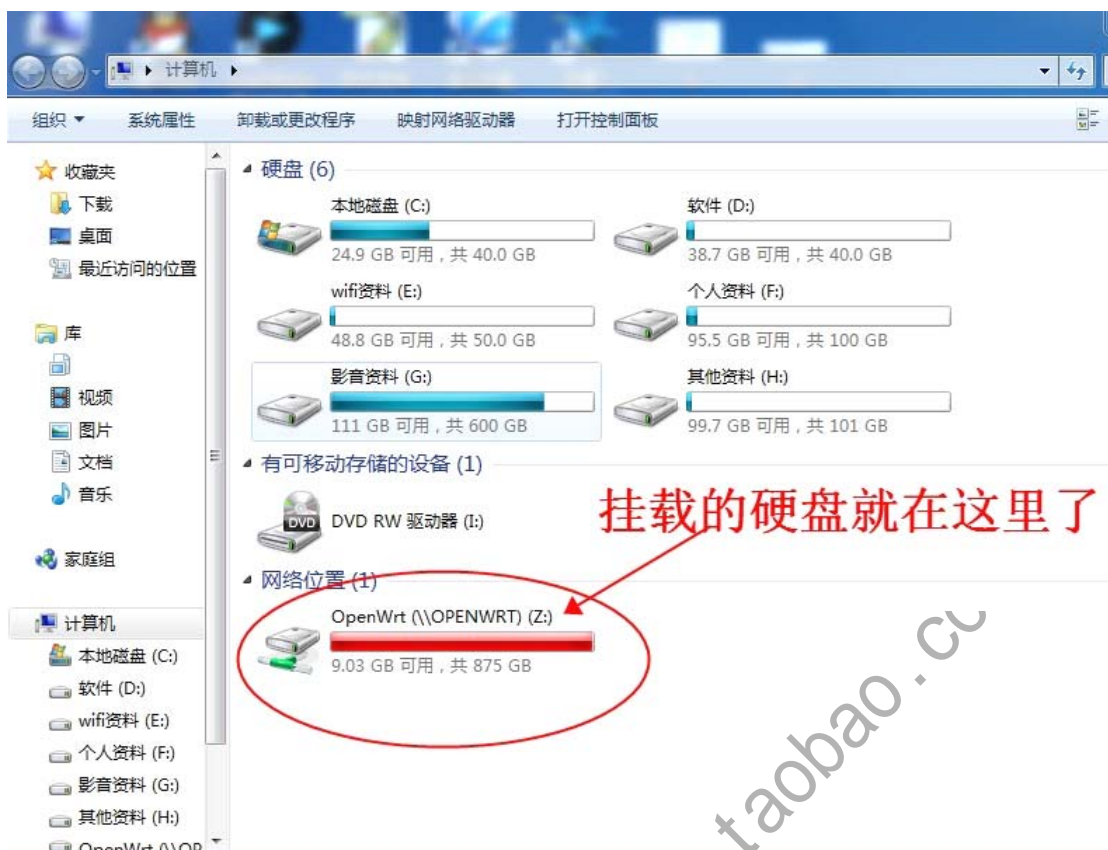 计算机
组织 系统属性 卸载或更改程序 映射网络驱动器 打开控制面板
收藏夹
下载
桌面
最近访问的位置
库
视频
图片
文档
音乐
家庭组
计算机
本地磁盘 (C:)
软件 (D:)
wifi资料 (E:)
个人资料 (F:)
影音资料 (G:)
其他资料 (H:)
OpenWrt (\\OP
硬盘 (6)
本地磁盘 (C:)
24.9 GB 可用，共 40.0 GB
软件 (D:)
38.7 GB 可用，共 40.0 GB
wifi资料 (E:)
48.8 GB 可用，共 50.0 GB
个人资料 (F:)
95.5 GB 可用，共 100 GB
影音资料 (G:)
111 GB 可用，共 600 GB
其他资料 (H:)
99.7 GB 可用，共 101 GB
有可移动存储的设备 (1)
DVD
DVD RW 驱动器 (I:)
挂载的硬盘就在这里了
网络位置 (1)
OpenWrt (\\OPENWRT) (Z:)
9.03 GB 可用，共 875 GB
taobao.co